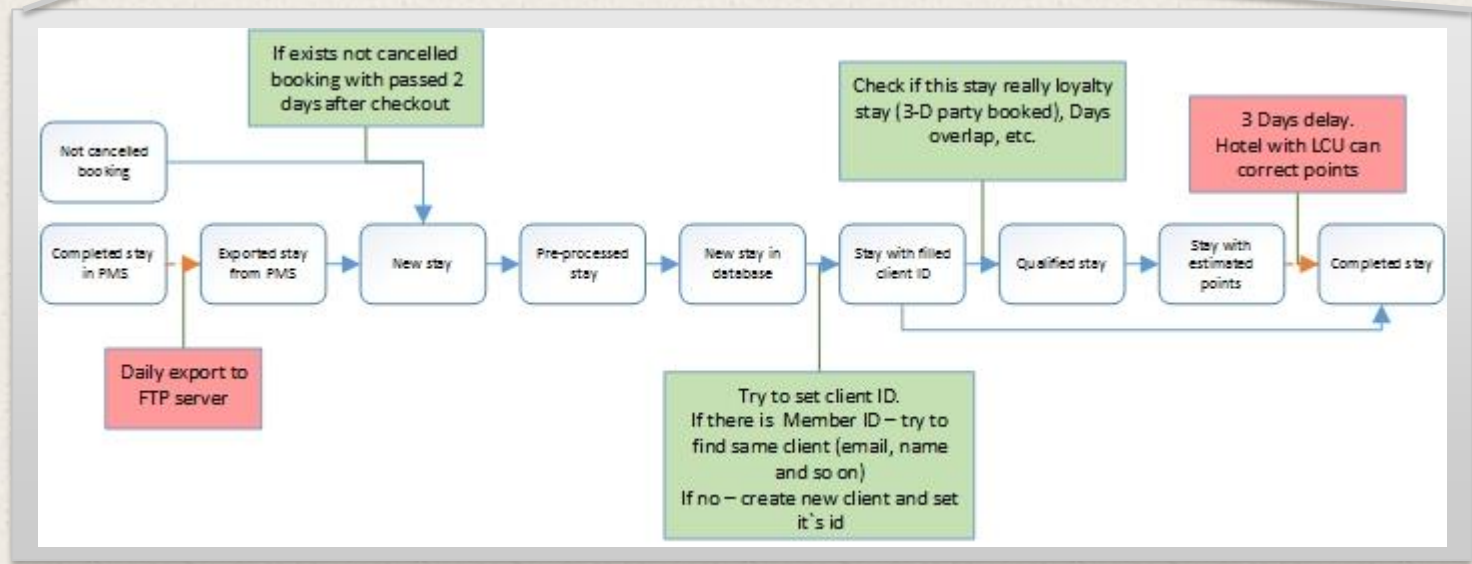 If exists not cancelled
booking with passed 2
days after checkout
Check if this stay really loyalty
stay (3-D party booked), Days
overlap, etc.
3 Days delay.
Hotel with LCU can
correct points
Not cancelled
booking
Completed stay
in PMS
Exported stay
from PMS
New stay
Pre-processed
stay
New stay in
database
Stay with filled
client ID
Qualified stay
Stay with
estimated
points
Completed stay
Daily export to
FTP server
Try to set client ID.
If there is Member ID – try to
find same client (email, name
and so on)
If no – create new client and set
it`s id